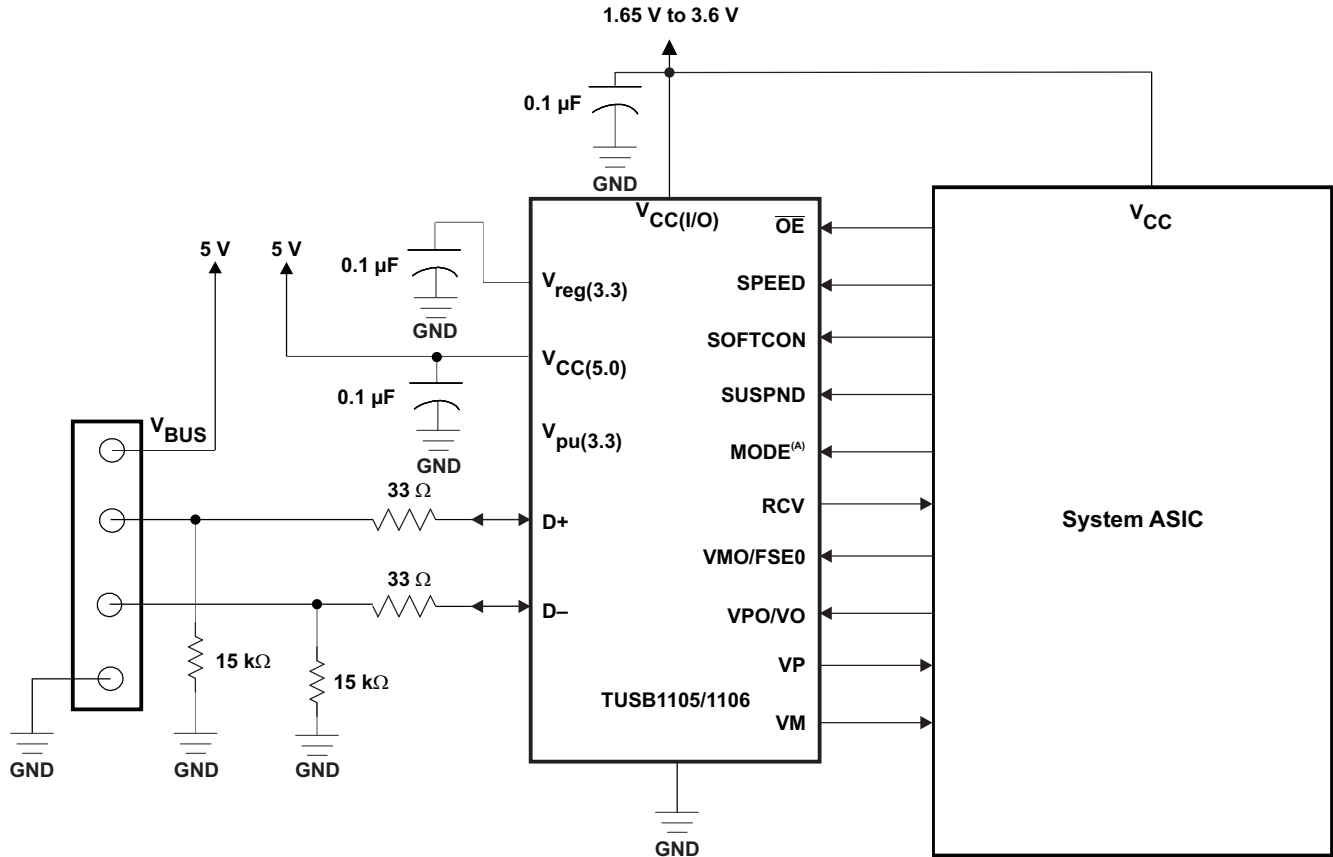 1.65 V to 3.6 V
0.1 µF
GND
V_CC(I/O)
OE
V_CC
5 V
5 V
0.1 µF
V_reg(3.3)
SPEED
GND
SOFTCON
V_CC(5.0)
0.1 µF
SUSPND
V_BUS
V_pu(3.3)
MODE(A)
GND
33 Ω
D+
RCV
System ASIC
VMO/FSE0
33 Ω
D–
VPO/VO
15 kΩ
15 kΩ
VP
TUSB1105/1106
VM
GND
GND
GND
GND